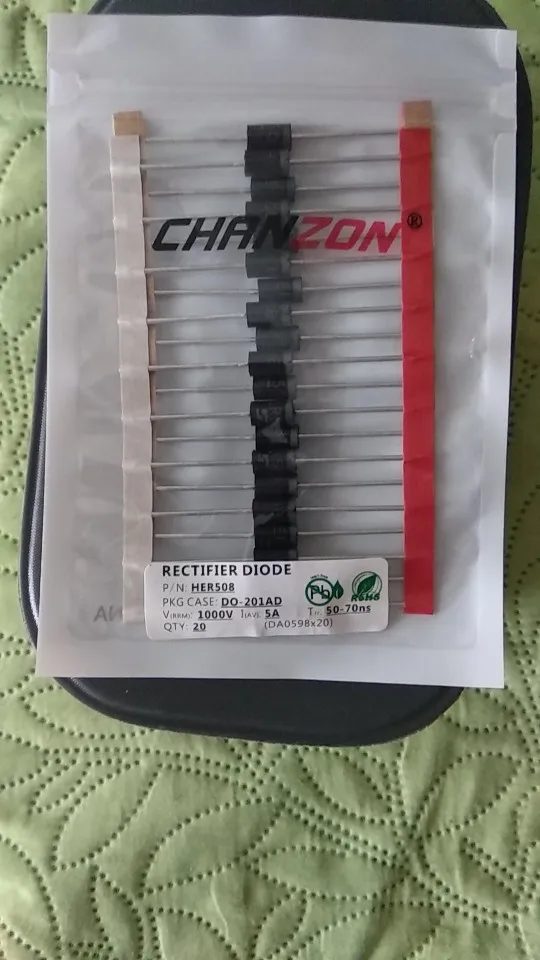 CHANZON®
RECTIFIER DIODE
P/N: HER508
PKG CASE: DO-201AD
V(RRM): 1000V I(AV): 5A Trr: 50-70ns
QTY: 20 (DA0598x20)
Pb
RoHS